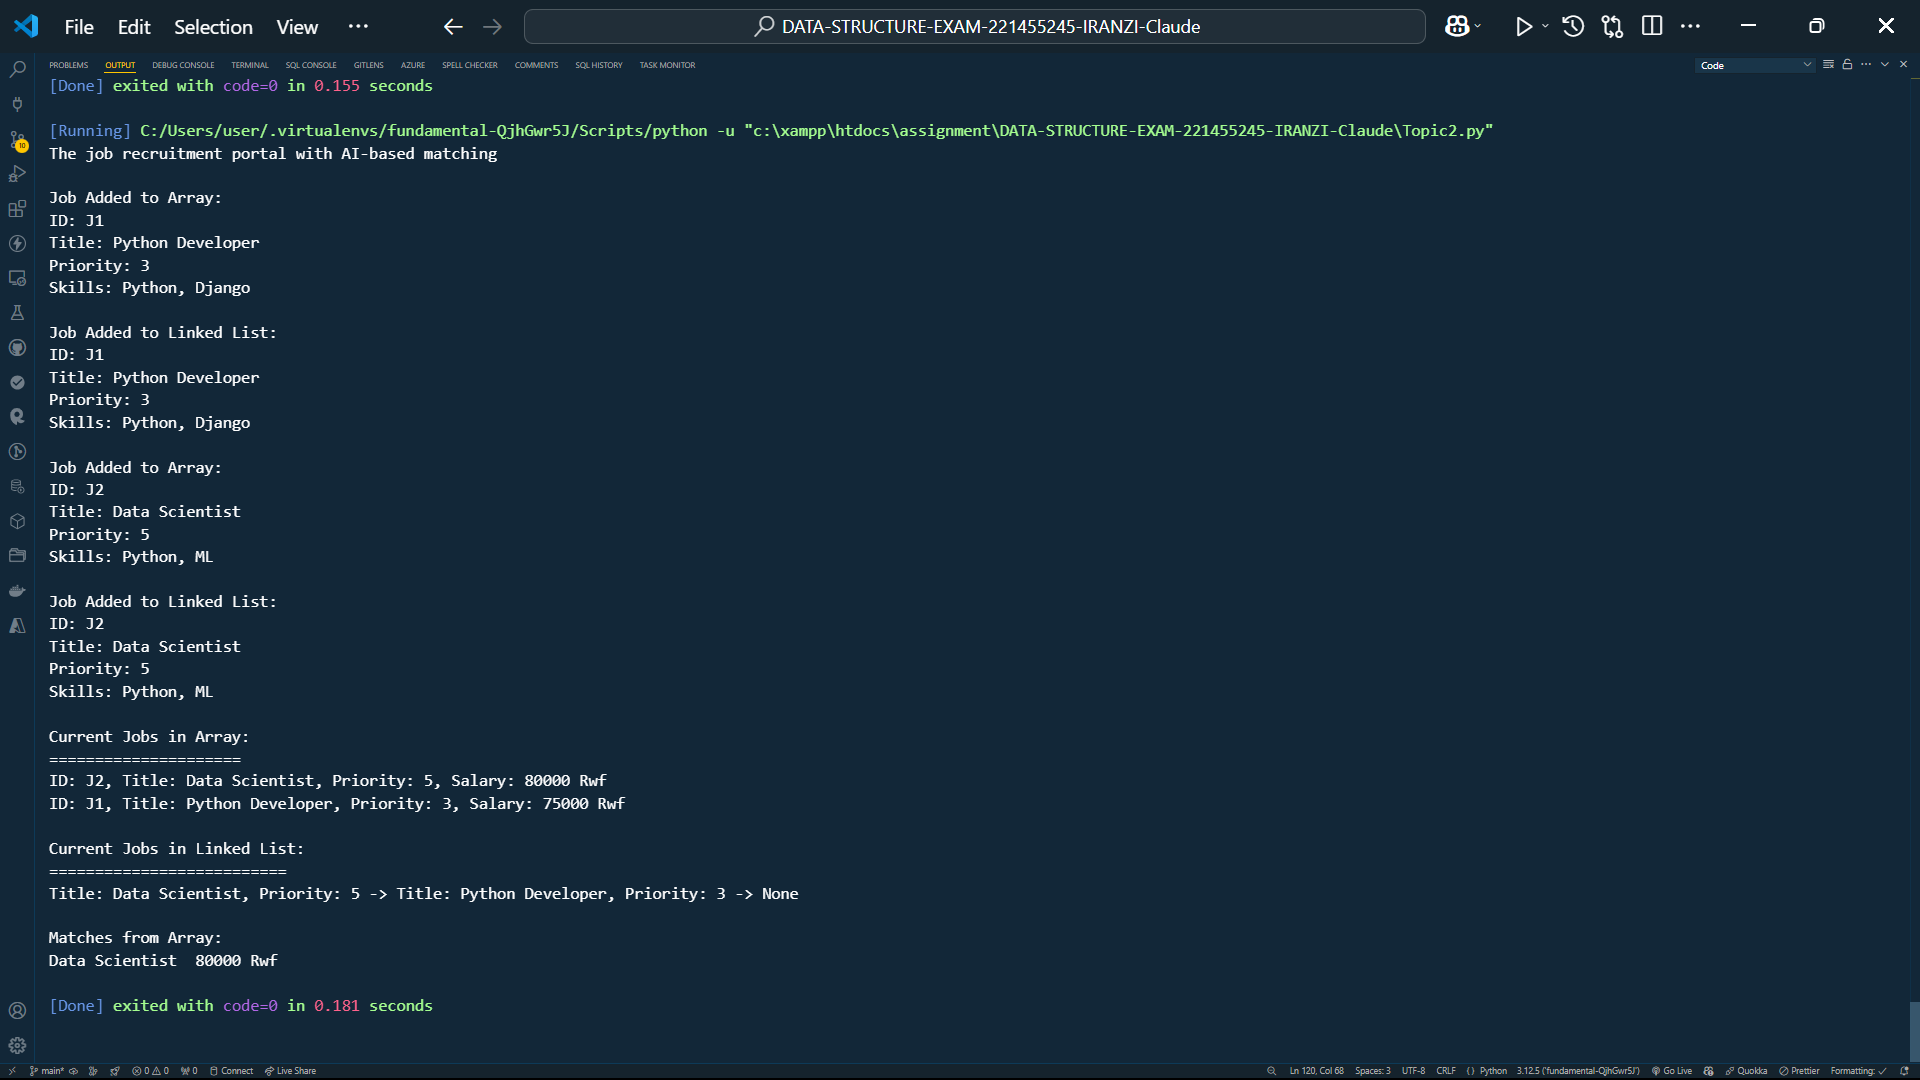 File Edit Selection View ··· DATA-STRUCTURE-EXAM-221455245-IRANZI-Claude
PROBLEMS OUTPUT DEBUG CONSOLE TERMINAL SQL CONSOLE GITLENS AZURE SPELL CHECKER COMMENTS SQL HISTORY TASK MONITOR Code
[Done] exited with code=0 in 0.155 seconds
[Running] C:/Users/user/.virtualenvs/fundamental-QjhGwr5J/Scripts/python -u "c:\xampp\htdocs\assignment\DATA-STRUCTURE-EXAM-221455245-IRANZI-Claude\Topic2.py"
The job recruitment portal with AI-based matching
Job Added to Array:
ID: J1
Title: Python Developer
Priority: 3
Skills: Python, Django
Job Added to Linked List:
ID: J1
Title: Python Developer
Priority: 3
Skills: Python, Django
Job Added to Array:
ID: J2
Title: Data Scientist
Priority: 5
Skills: Python, ML
Job Added to Linked List:
ID: J2
Title: Data Scientist
Priority: 5
Skills: Python, ML
Current Jobs in Array:
=====================
ID: J2, Title: Data Scientist, Priority: 5, Salary: 80000 Rwf
ID: J1, Title: Python Developer, Priority: 3, Salary: 75000 Rwf
Current Jobs in Linked List:
==========================
Title: Data Scientist, Priority: 5 -> Title: Python Developer, Priority: 3 -> None
Matches from Array:
Data Scientist  80000 Rwf
[Done] exited with code=0 in 0.181 seconds
10
main* 0 0 0 Connect Live Share Ln 120, Col 68 Spaces: 3 UTF-8 CRLF Python 3.12.5 ('fundamental-QjhGwr5J') Go Live Quokka Prettier Formatting: